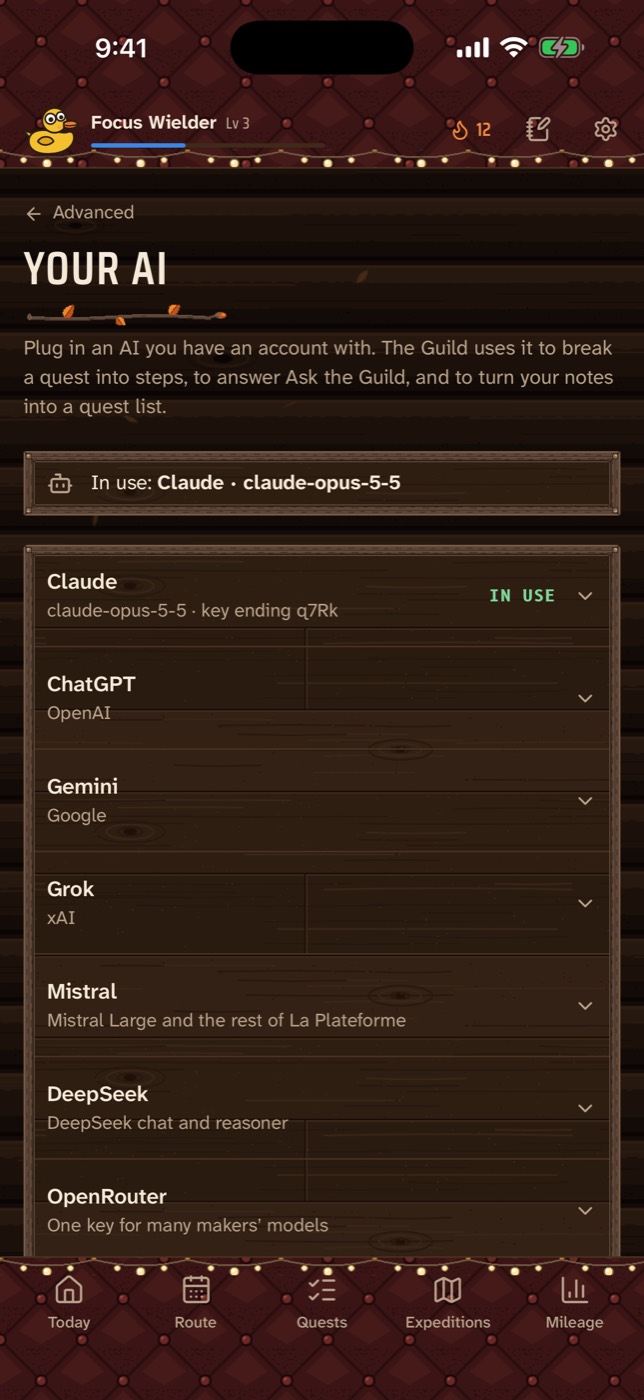 9:41
Focus Wielder Lv 3
12
Advanced
YOUR AI
Plug in an AI you have an account with. The Guild uses it to break
a quest into steps, to answer Ask the Guild, and to turn your notes
into a quest list.
In use: Claude · claude-opus-5-5
Claude
claude-opus-5-5 · key ending q7Rk
IN USE
ChatGPT
OpenAI
Gemini
Google
Grok
xAI
Mistral
Mistral Large and the rest of La Plateforme
DeepSeek
DeepSeek chat and reasoner
OpenRouter
One key for many makers’ models
Today
Route
Quests
Expeditions
Mileage